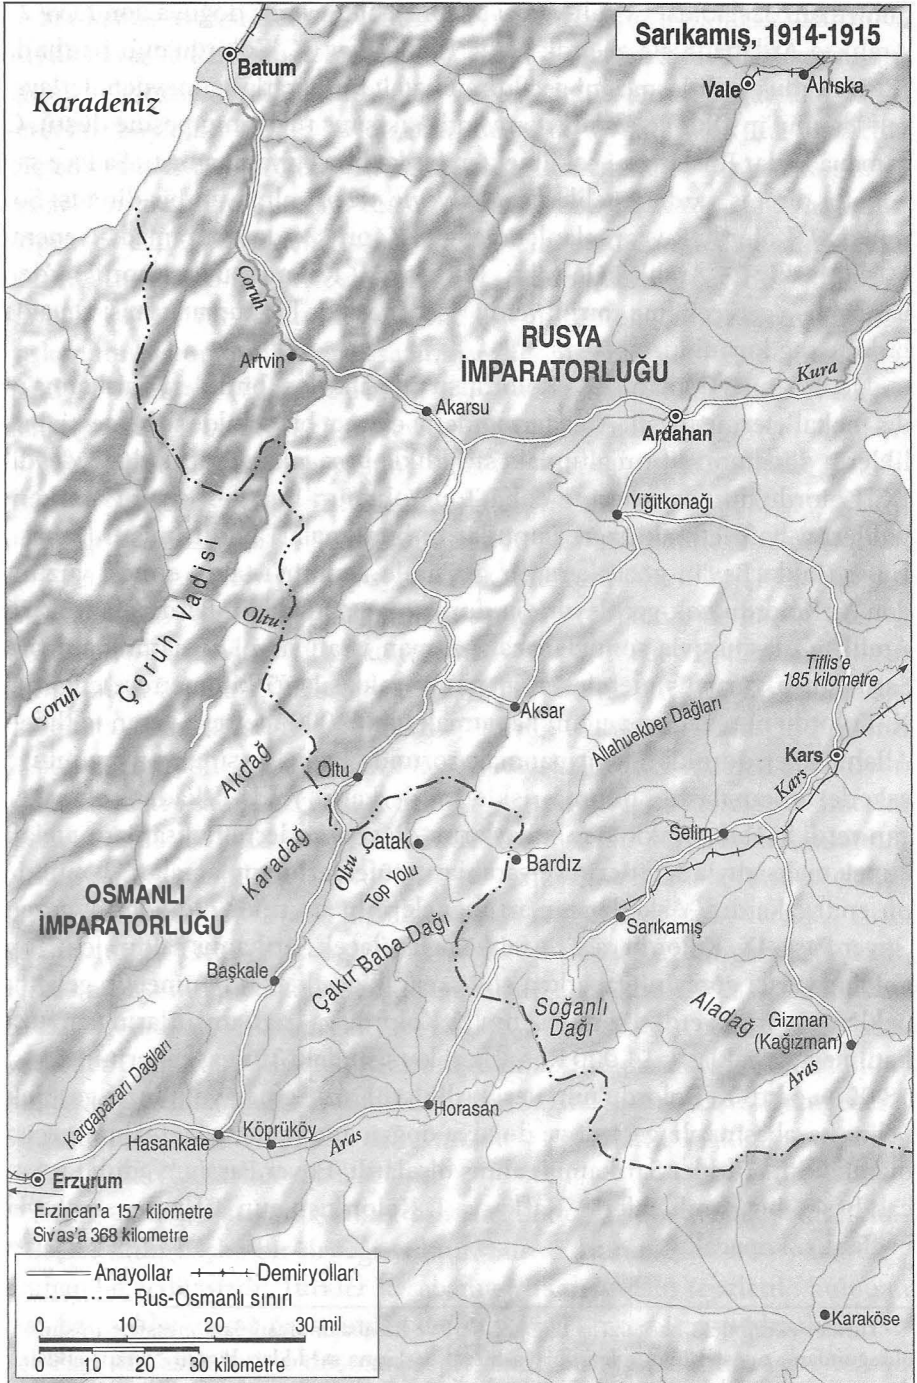 Sarıkamış, 1914-1915
Batum
Karadeniz
Vale
Ahıska
Çoruh
RUSYA
İMPARATORLUĞU
Artvin
Kura
Akarsu
Ardahan
Yiğitkonağı
Çoruh Vadisi
Oltu
Çoruh
Tiflis'e
185 kilometre
Aksar
Allahuekber Dağları
Akdağ
Oltu
Kars
Kars
Karadağ
Oltu
Çatak
Selim
Top Yolu
Bardız
OSMANLI
İMPARATORLUĞU
Sarıkamış
Çakır Baba Dağı
Başkale
Soğanlı
Dağı
Aladağ
Gizman
(Kağızman)
Aras
Kargapazarı Dağları
Horasan
Hasankale
Köprüköy
Aras
Erzurum
Erzincan'a 157 kilometre
Sivas'a 368 kilometre
Anayollar
Demiryolları
Rus-Osmanlı sınırı
0 10 20 30 mil
0 10 20 30 kilometre
Karaköse